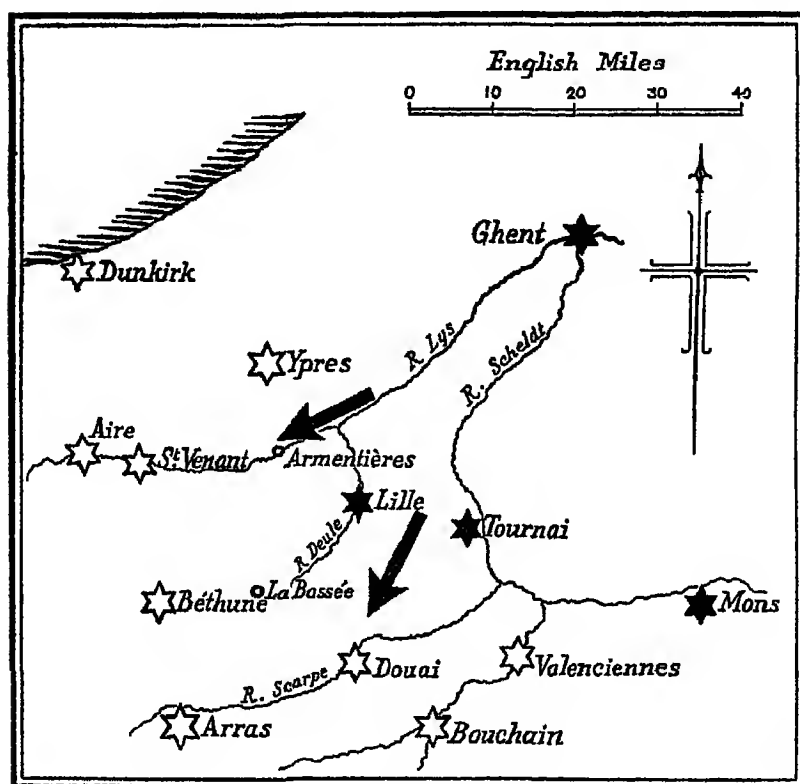 English Miles
0 10 20 30 40
Ghent
Dunkirk
R Lys
R. Scheldt
Ypres
Aire
St. Venant
Armentières
Lille
Tournai
R Deule
La Bassée
Béthune
Mons
Douai
Valenciennes
R. Scarpe
Arras
Bouchain